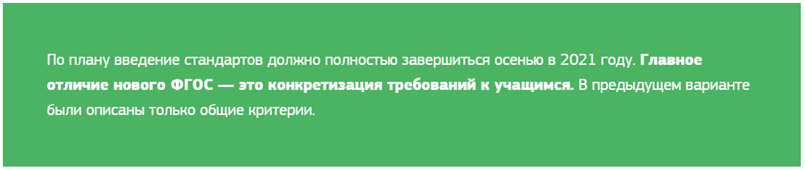 По плану введение стандартов должно полностью завершиться осенью в 2021 году. Главное
отличие нового ФГОС — это конкретизация требований к учащимся. В предыдущем варианте
были описаны только общие критерии.